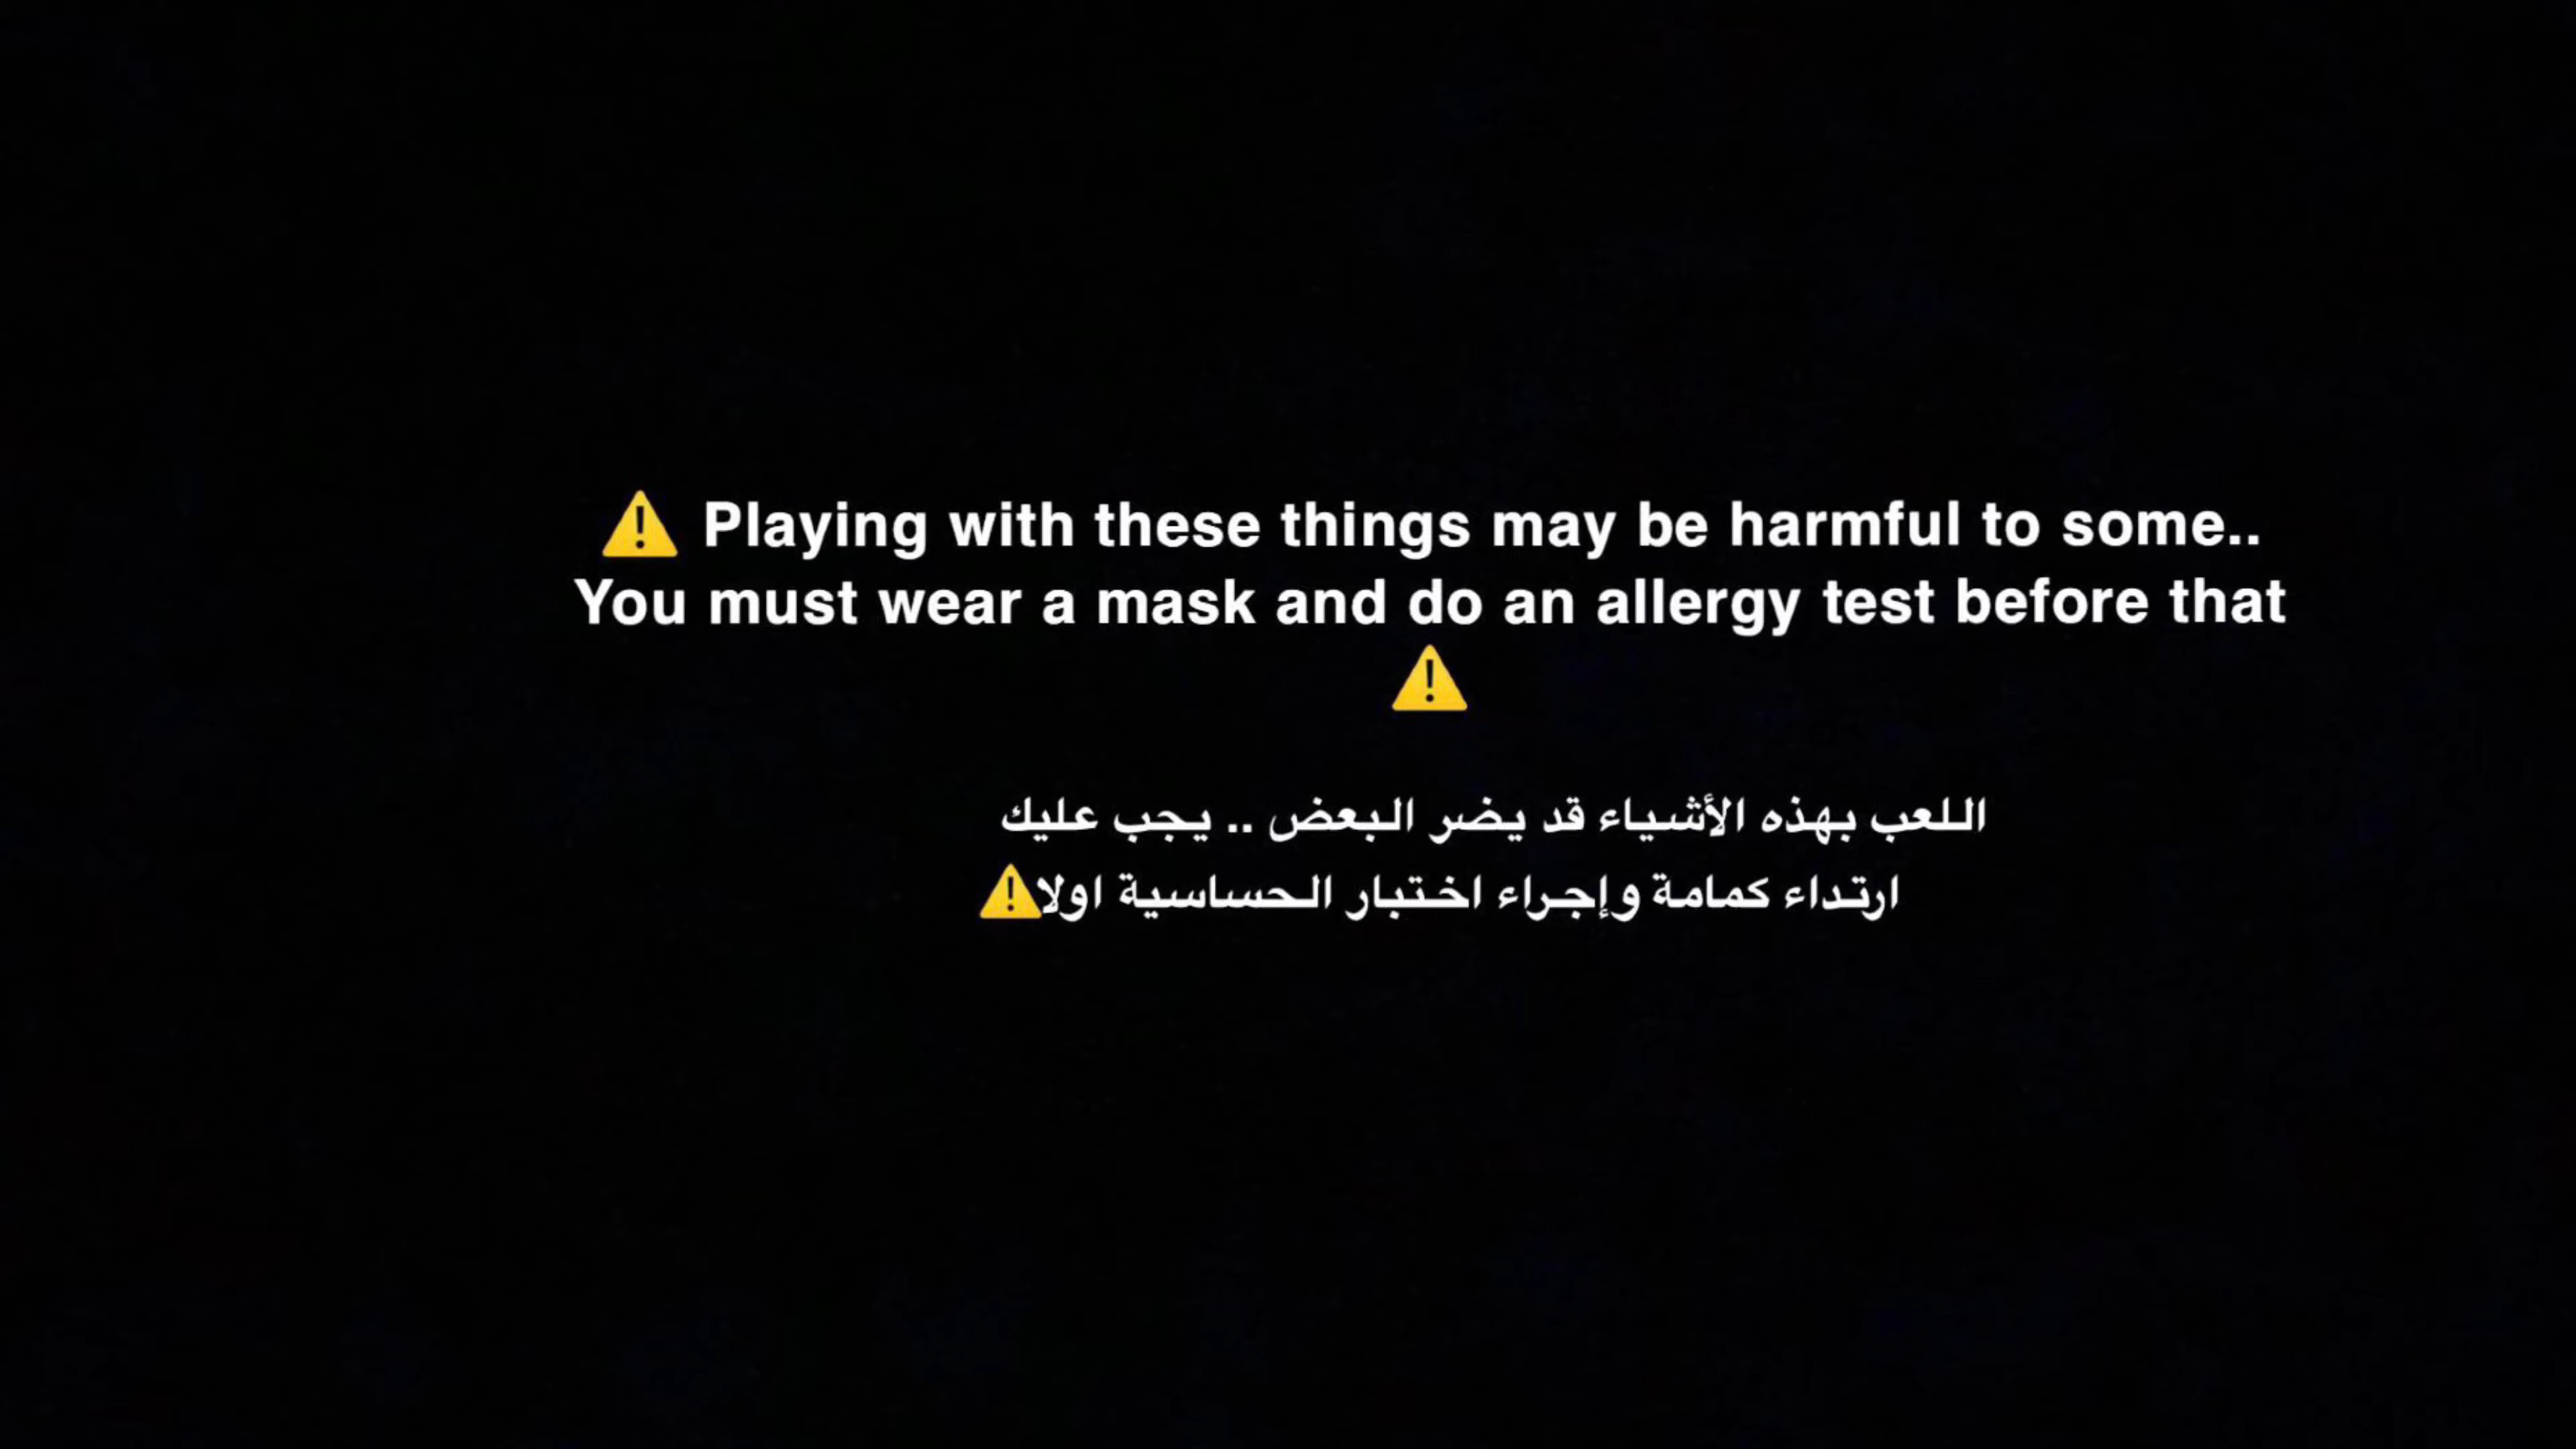 ⚠️ Playing with these things may be harmful to some..
You must wear a mask and do an allergy test before that
⚠️
اللعب بهذه الأشياء قد يضر البعض .. يجب عليك
ارتداء كمامة وإجراء اختبار الحساسية اولا⚠️